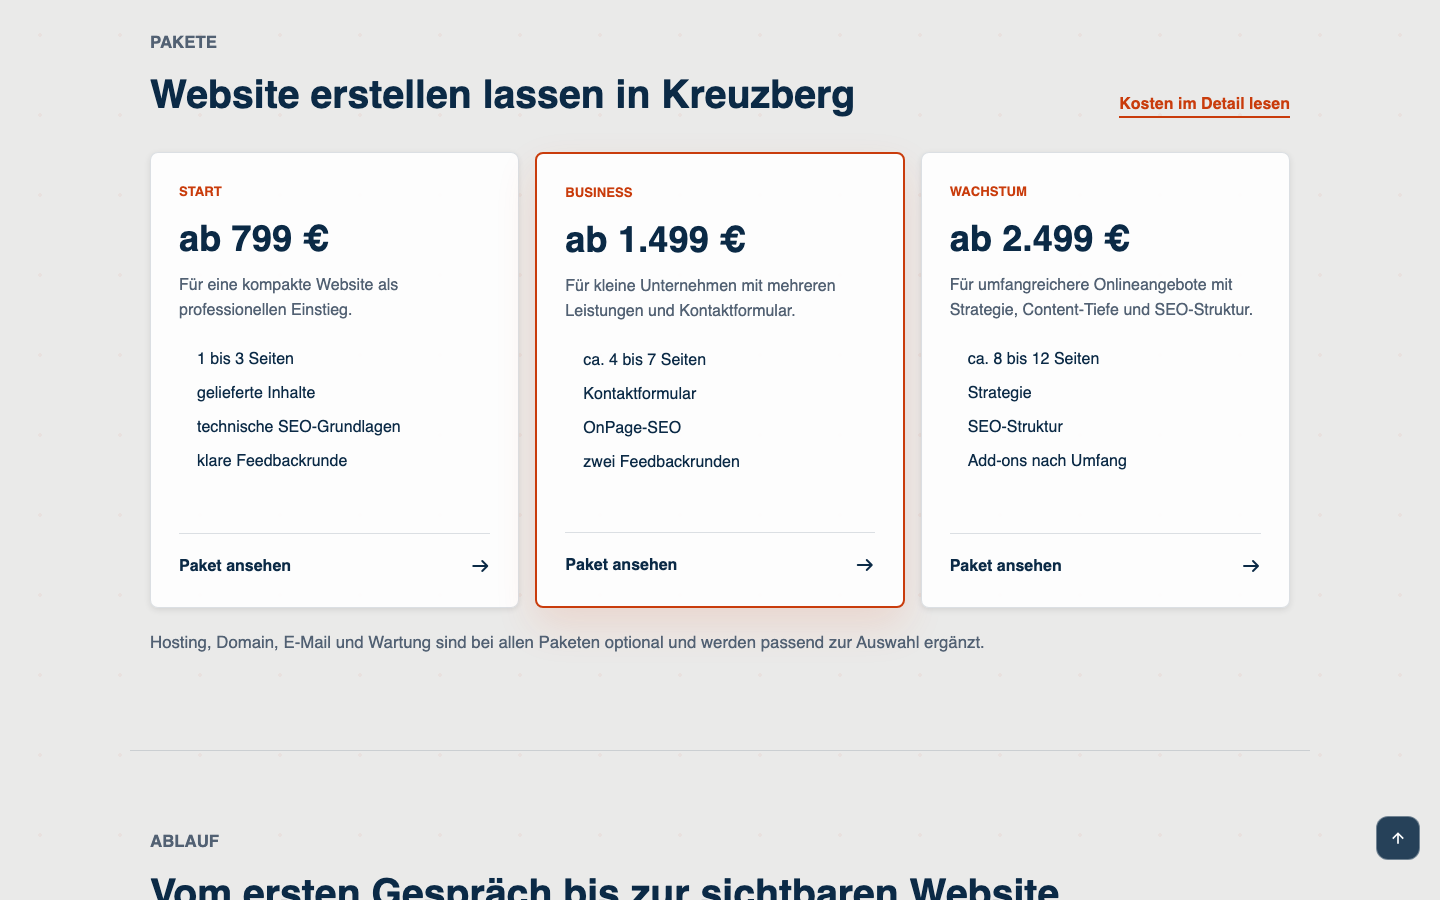 PAKETE
Website erstellen lassen in Kreuzberg
Kosten im Detail lesen
START
ab 799 €
Für eine kompakte Website als
professionellen Einstieg.
1 bis 3 Seiten
gelieferte Inhalte
technische SEO-Grundlagen
klare Feedbackrunde
Paket ansehen
BUSINESS
ab 1.499 €
Für kleine Unternehmen mit mehreren
Leistungen und Kontaktformular.
ca. 4 bis 7 Seiten
Kontaktformular
OnPage-SEO
zwei Feedbackrunden
Paket ansehen
WACHSTUM
ab 2.499 €
Für umfangreichere Onlineangebote mit
Strategie, Content-Tiefe und SEO-Struktur.
ca. 8 bis 12 Seiten
Strategie
SEO-Struktur
Add-ons nach Umfang
Paket ansehen
Hosting, Domain, E-Mail und Wartung sind bei allen Paketen optional und werden passend zur Auswahl ergänzt.
ABLAUF
Vom ersten Gespräch bis zur sichtbaren Website